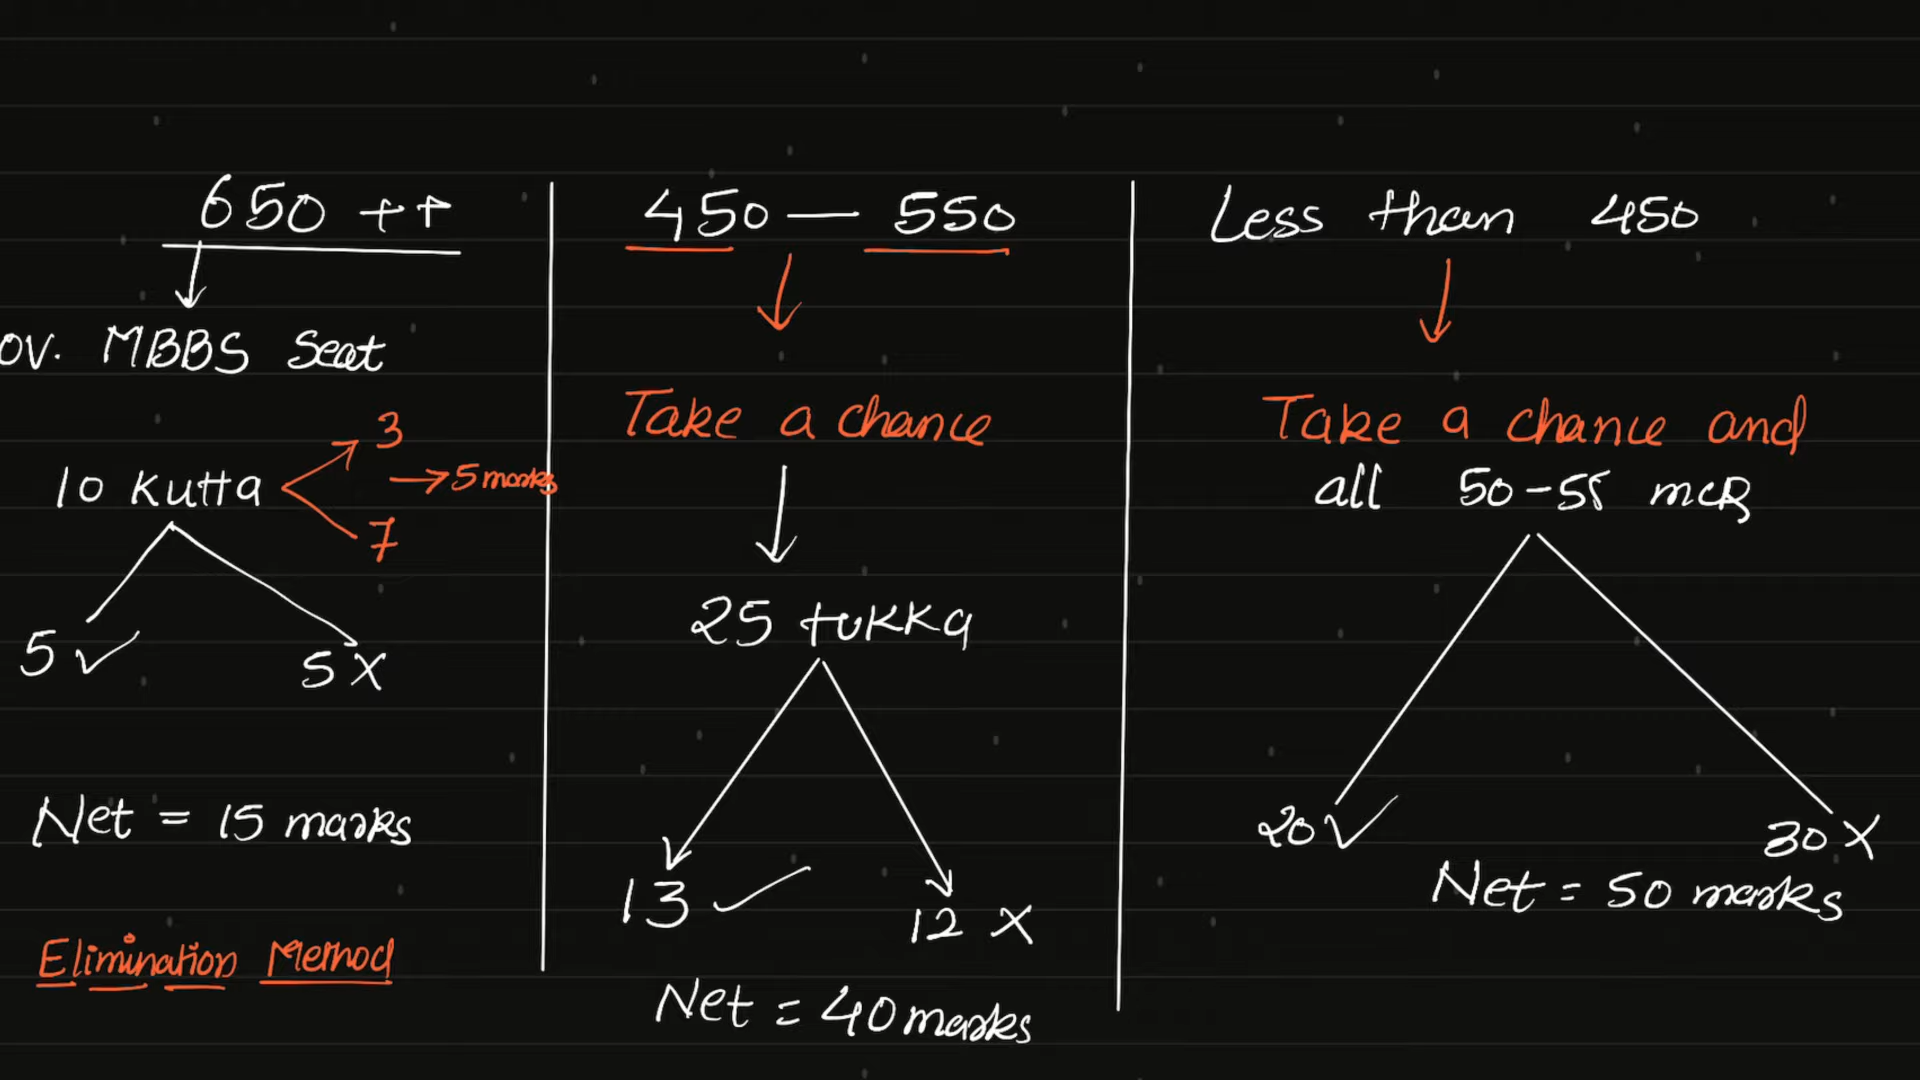 650 ++
ov. MBBS Seat
10 Kutta
3
→ 5 marks
7
5 ✓
5 X
Net = 15 marks
Elimination Method
450 — 550
Take a chance
25 tukka
13 ✓
12 X
Net = 40 marks
Less than 450
Take a chance and
all 50-55 mcq
20 ✓
30 X
Net = 50 marks